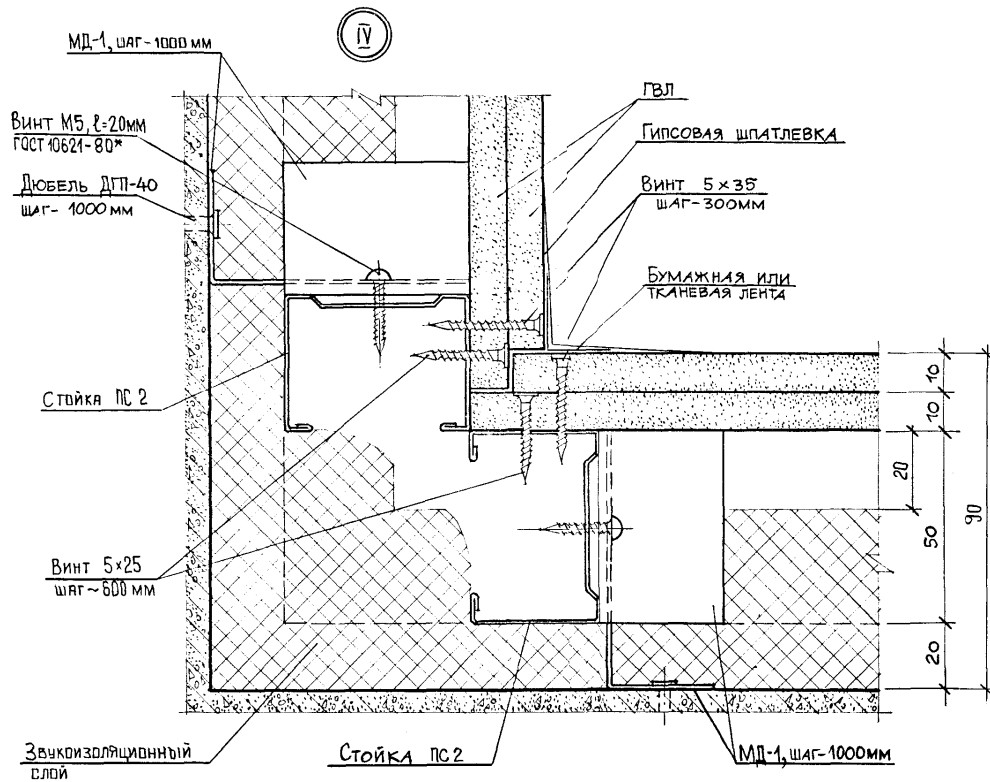 IV
МД-1, шаг-1000 мм
Винт М5, ℓ=20мм
ГОСТ 10621-80*
Дюбель ДГП-40
шаг- 1000 мм
ГВЛ
Гипсовая шпатлевка
Винт 5×35
шаг-300мм
Бумажная или
тканевая лента
Стойка ПС 2
10
10
20
50
90
20
Винт 5×25
шаг~600 мм
Звукоизоляционный
слой
Стойка ПС 2
МД-1, шаг-1000мм